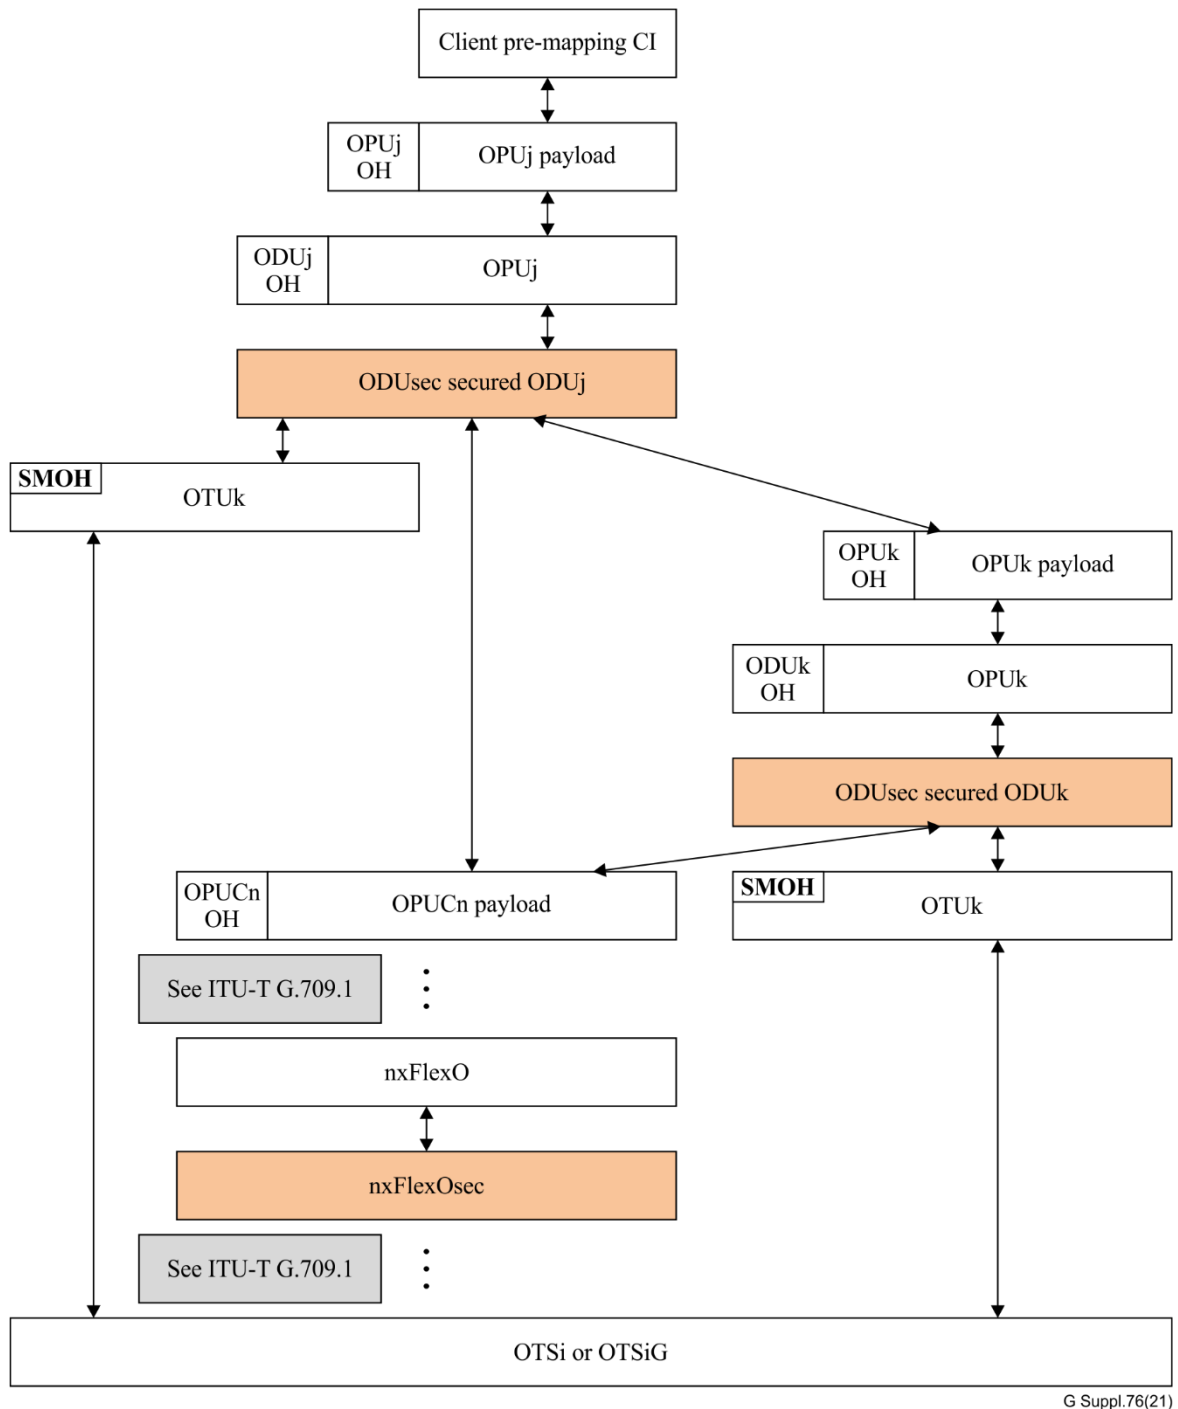 Client pre-mapping CI
OPUj
OH
OPUj payload
ODUj
OH
OPUj
ODUsec secured ODUj
SMOH
OTUk
OPUk
OH
OPUk payload
ODUk
OH
OPUk
ODUsec secured ODUk
OPUCn
OH
OPUCn payload
SMOH
OTUk
See ITU-T G.709.1
nxFlexO
nxFlexOsec
See ITU-T G.709.1
OTSi or OTSiG
G Suppl.76(21)